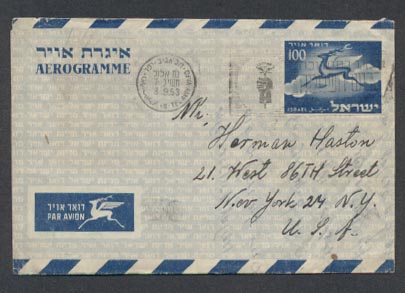 איגרת אויר
AEROGRAMME
דואר אויר
100
ISRAEL
ישראל
Mr.
Herman Haston
21. West 86TH Street
New York 24 N.Y.
U.S.A.
דואר אויר
PAR AVION